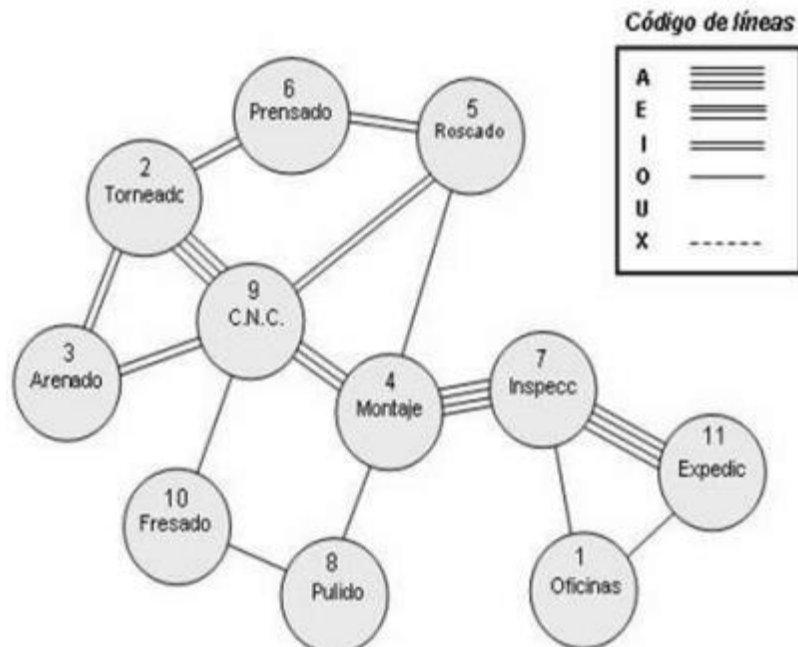 Código de líneas
A
E
I
O
U
X
6
Prensado
5
Roscado
2
Torneadc
9
C.N.C.
3
Arenado
4
Montaje
7
Inspecc
11
Expedic
10
Fresado
8
Pulido
1
Oficinas